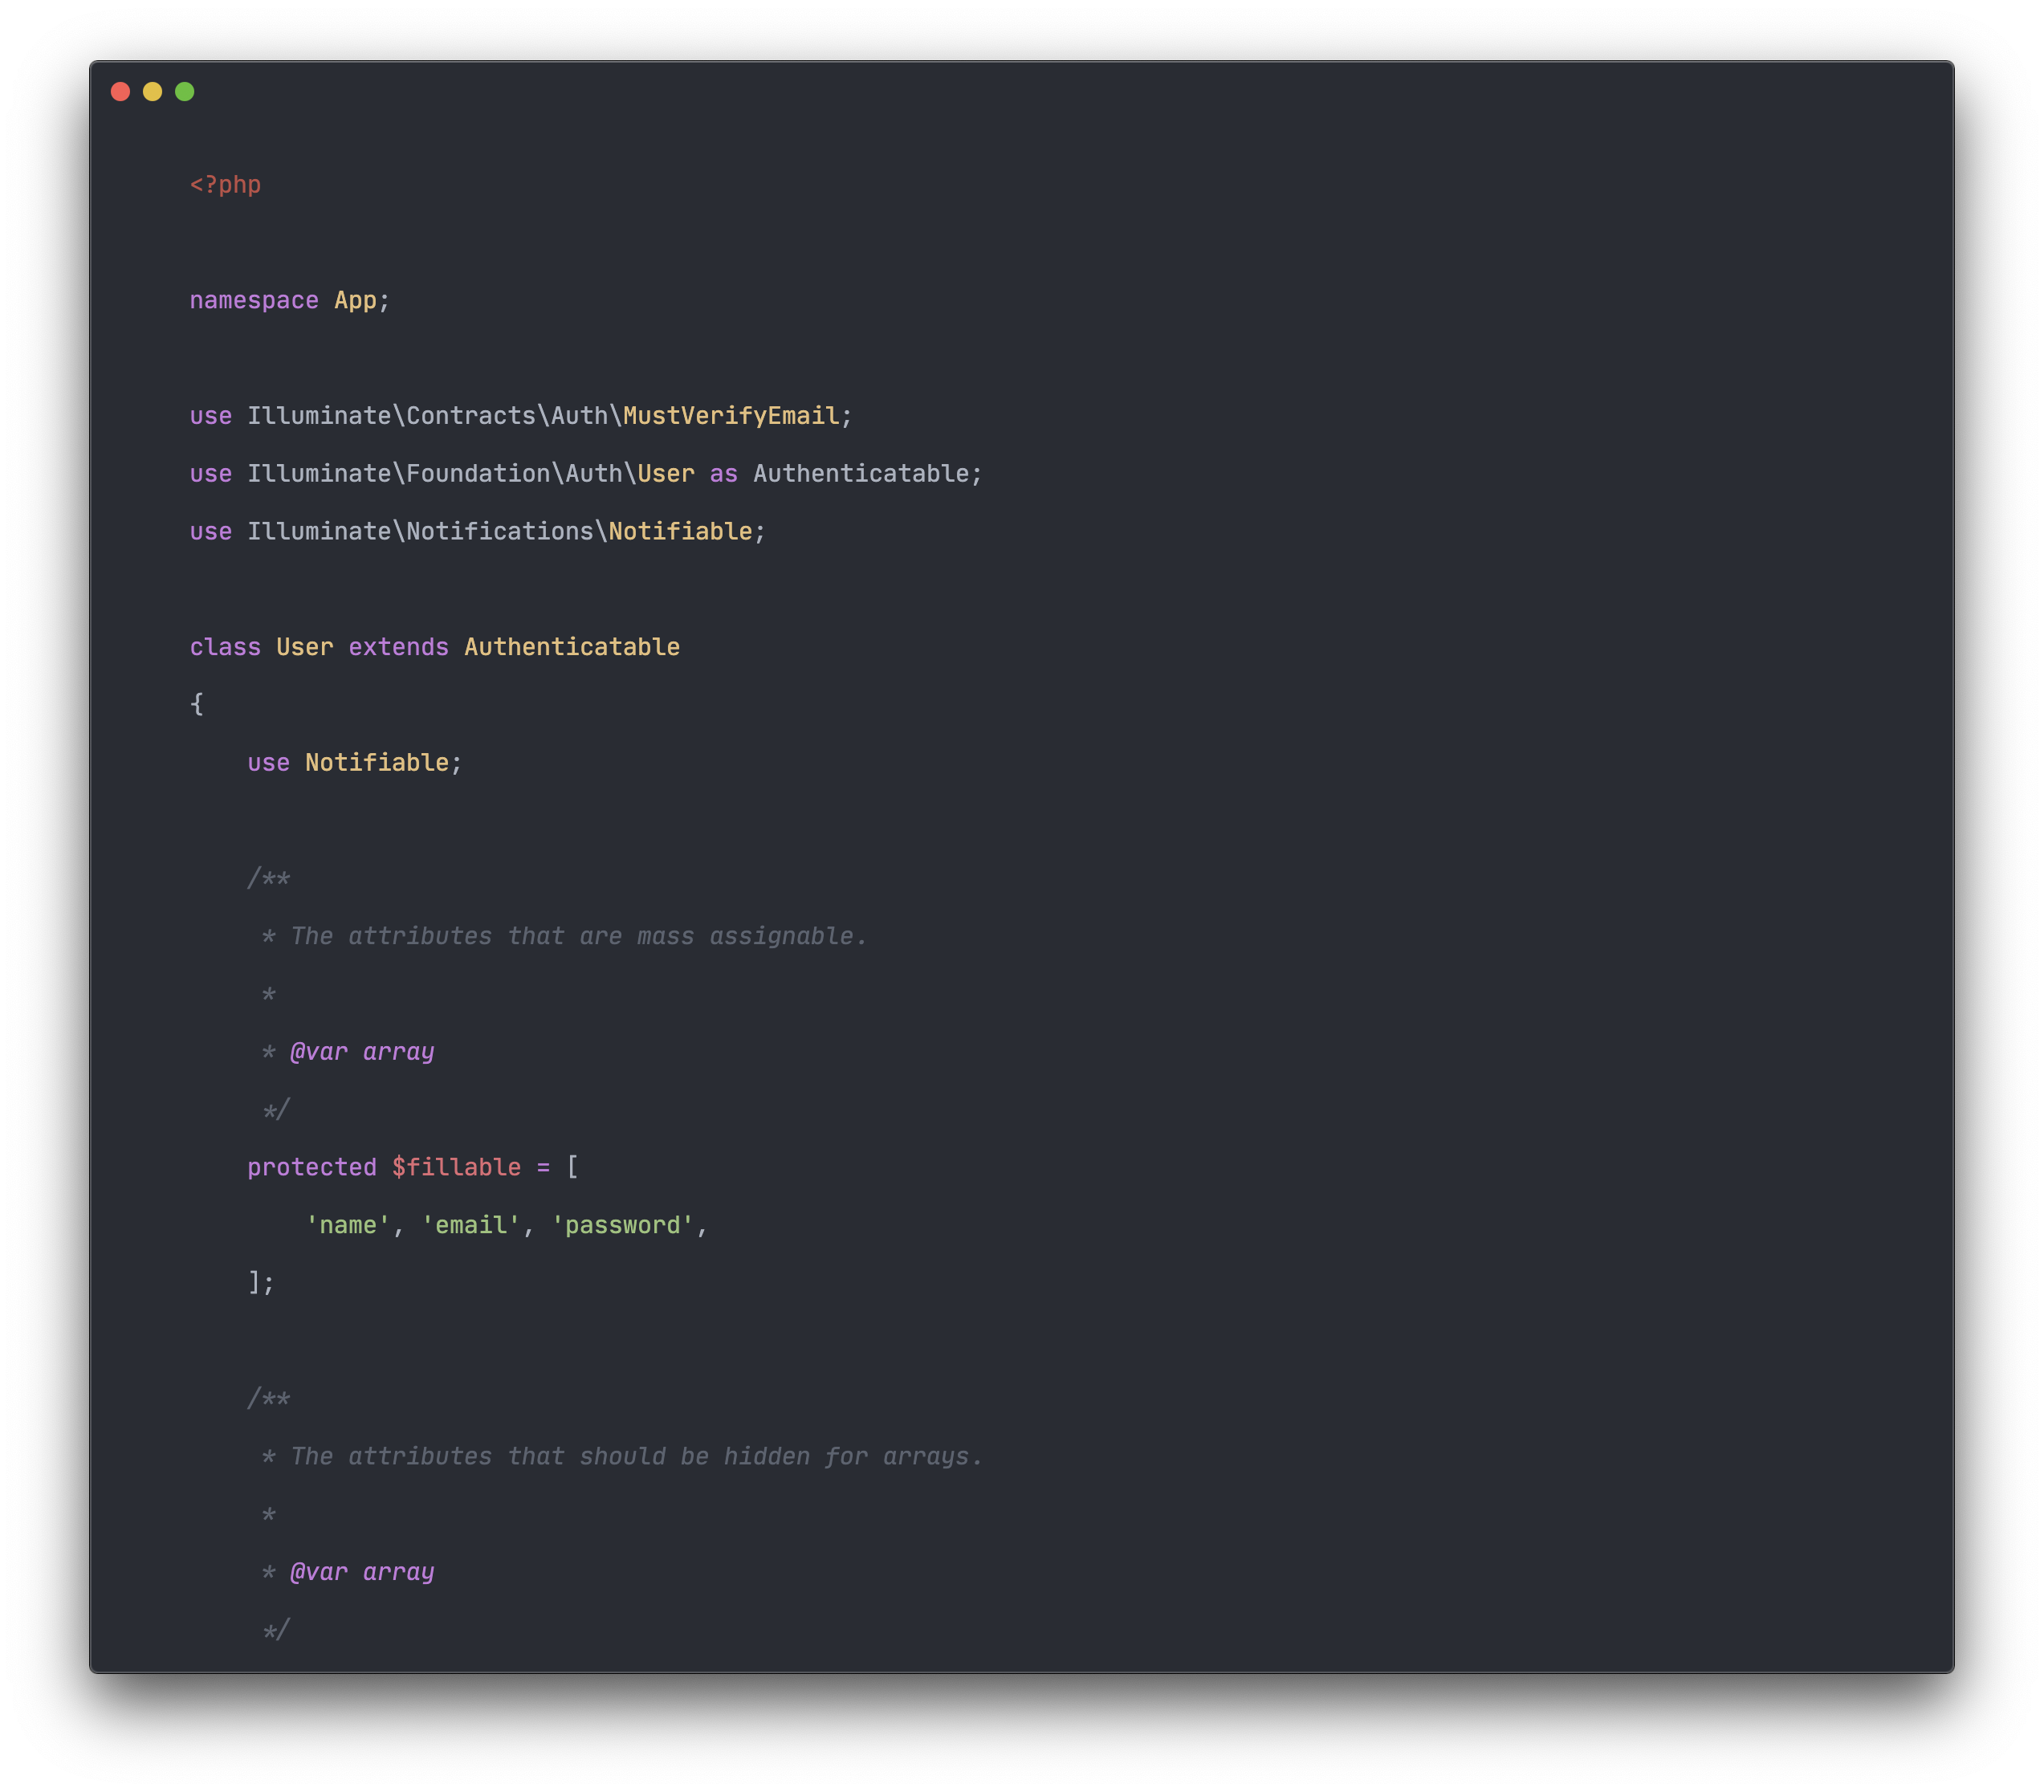 <?php
namespace App;
use Illuminate\Contracts\Auth\MustVerifyEmail;
use Illuminate\Foundation\Auth\User as Authenticatable;
use Illuminate\Notifications\Notifiable;
class User extends Authenticatable
{
    use Notifiable;
    /**
     * The attributes that are mass assignable.
     *
     * @var array
     */
    protected $fillable = [
        'name', 'email', 'password',
    ];
    /**
     * The attributes that should be hidden for arrays.
     *
     * @var array
     */